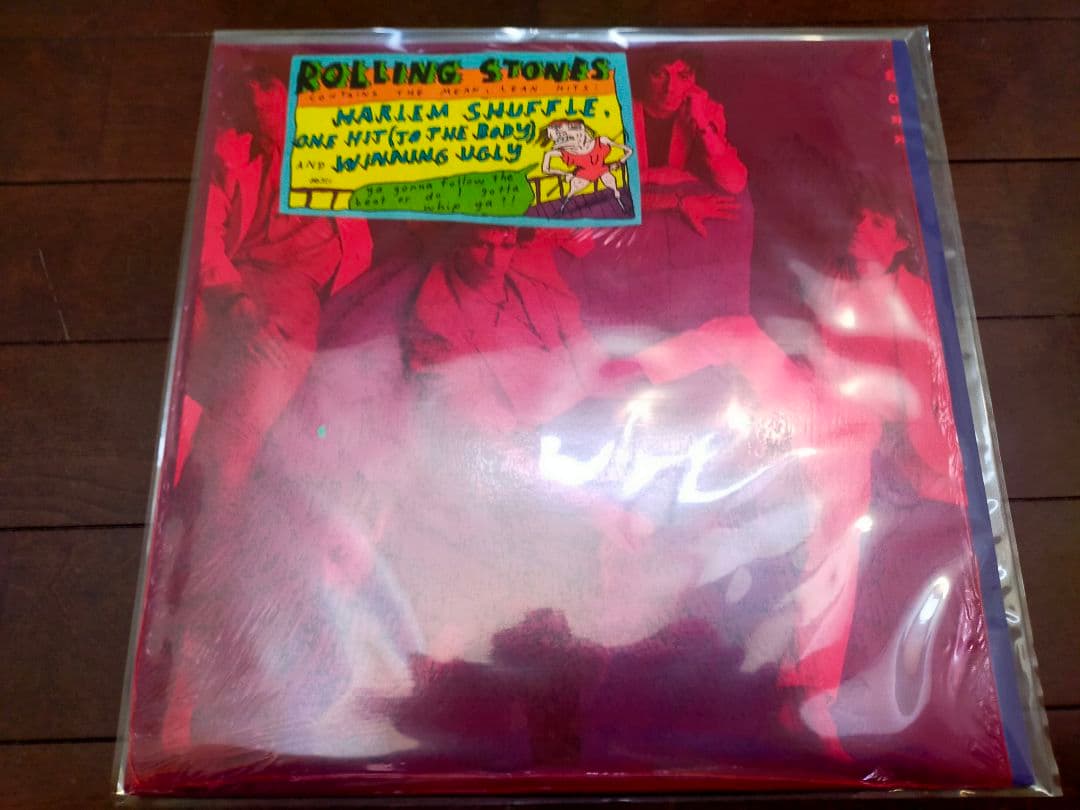 ROLLING STONES
CONTAINS THE MEAN, LEAN HITS!
HARLEM SHUFFLE,
ONE HIT (TO THE BODY)
AND WINNING UGLY
ya gonna follow the
beat er do I gotta
whip ya!!